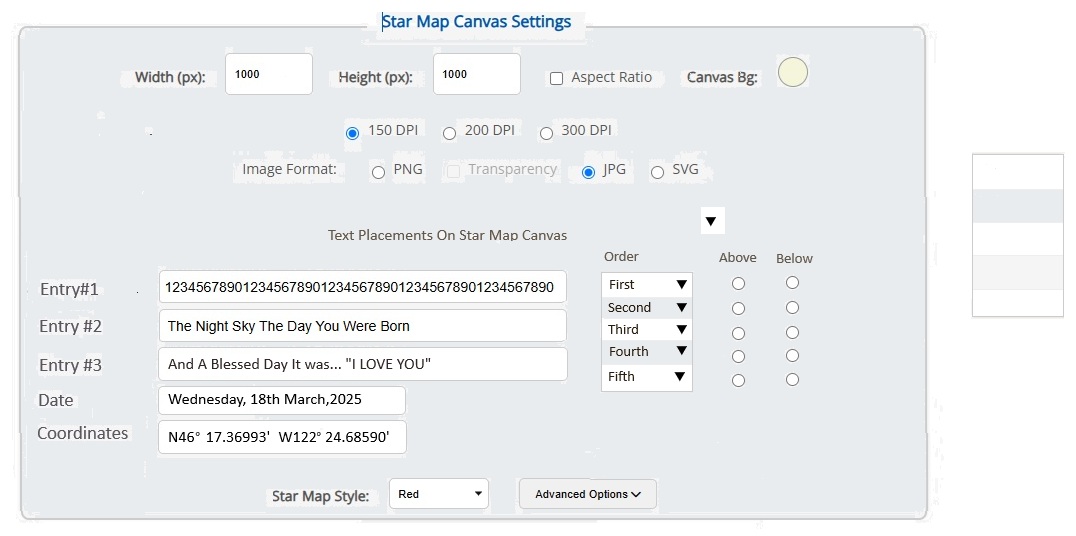 Star Map Canvas Settings
Width (px): 1000 Height (px): 1000 Aspect Ratio Canvas Bg:
150 DPI 200 DPI 300 DPI
Image Format: PNG Transparency JPG SVG
Text Placements On Star Map Canvas
Order Above Below
Entry#1 12345678901234567890123456789012345678901234567890 First
Entry #2 The Night Sky The Day You Were Born Second
Third
Entry #3 And A Blessed Day It was... "I LOVE YOU" Fourth
Fifth
Date Wednesday, 18th March,2025
Coordinates N46° 17.36993' W122° 24.68590'
Star Map Style: Red Advanced Options